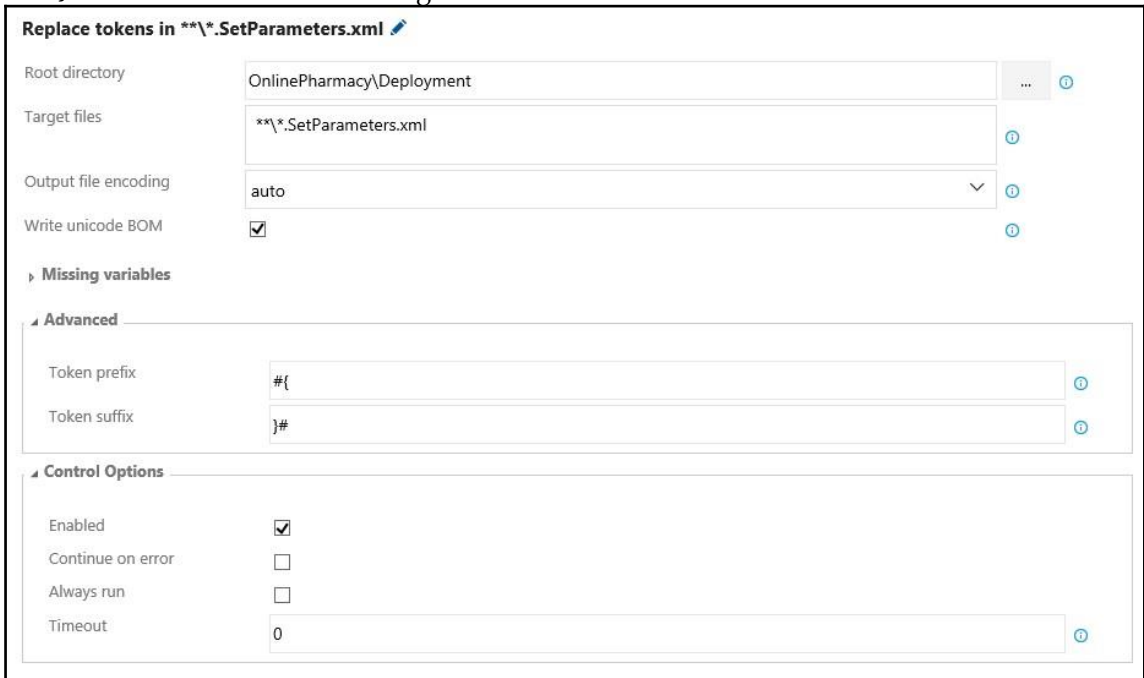 Replace tokens in **\*.SetParameters.xml
Root directory
OnlinePharmacy\Deployment
...
Target files
**\*.SetParameters.xml
Output file encoding
auto
Write unicode BOM
Missing variables
Advanced
Token prefix
#{
Token suffix
}#
Control Options
Enabled
Continue on error
Always run
Timeout
0